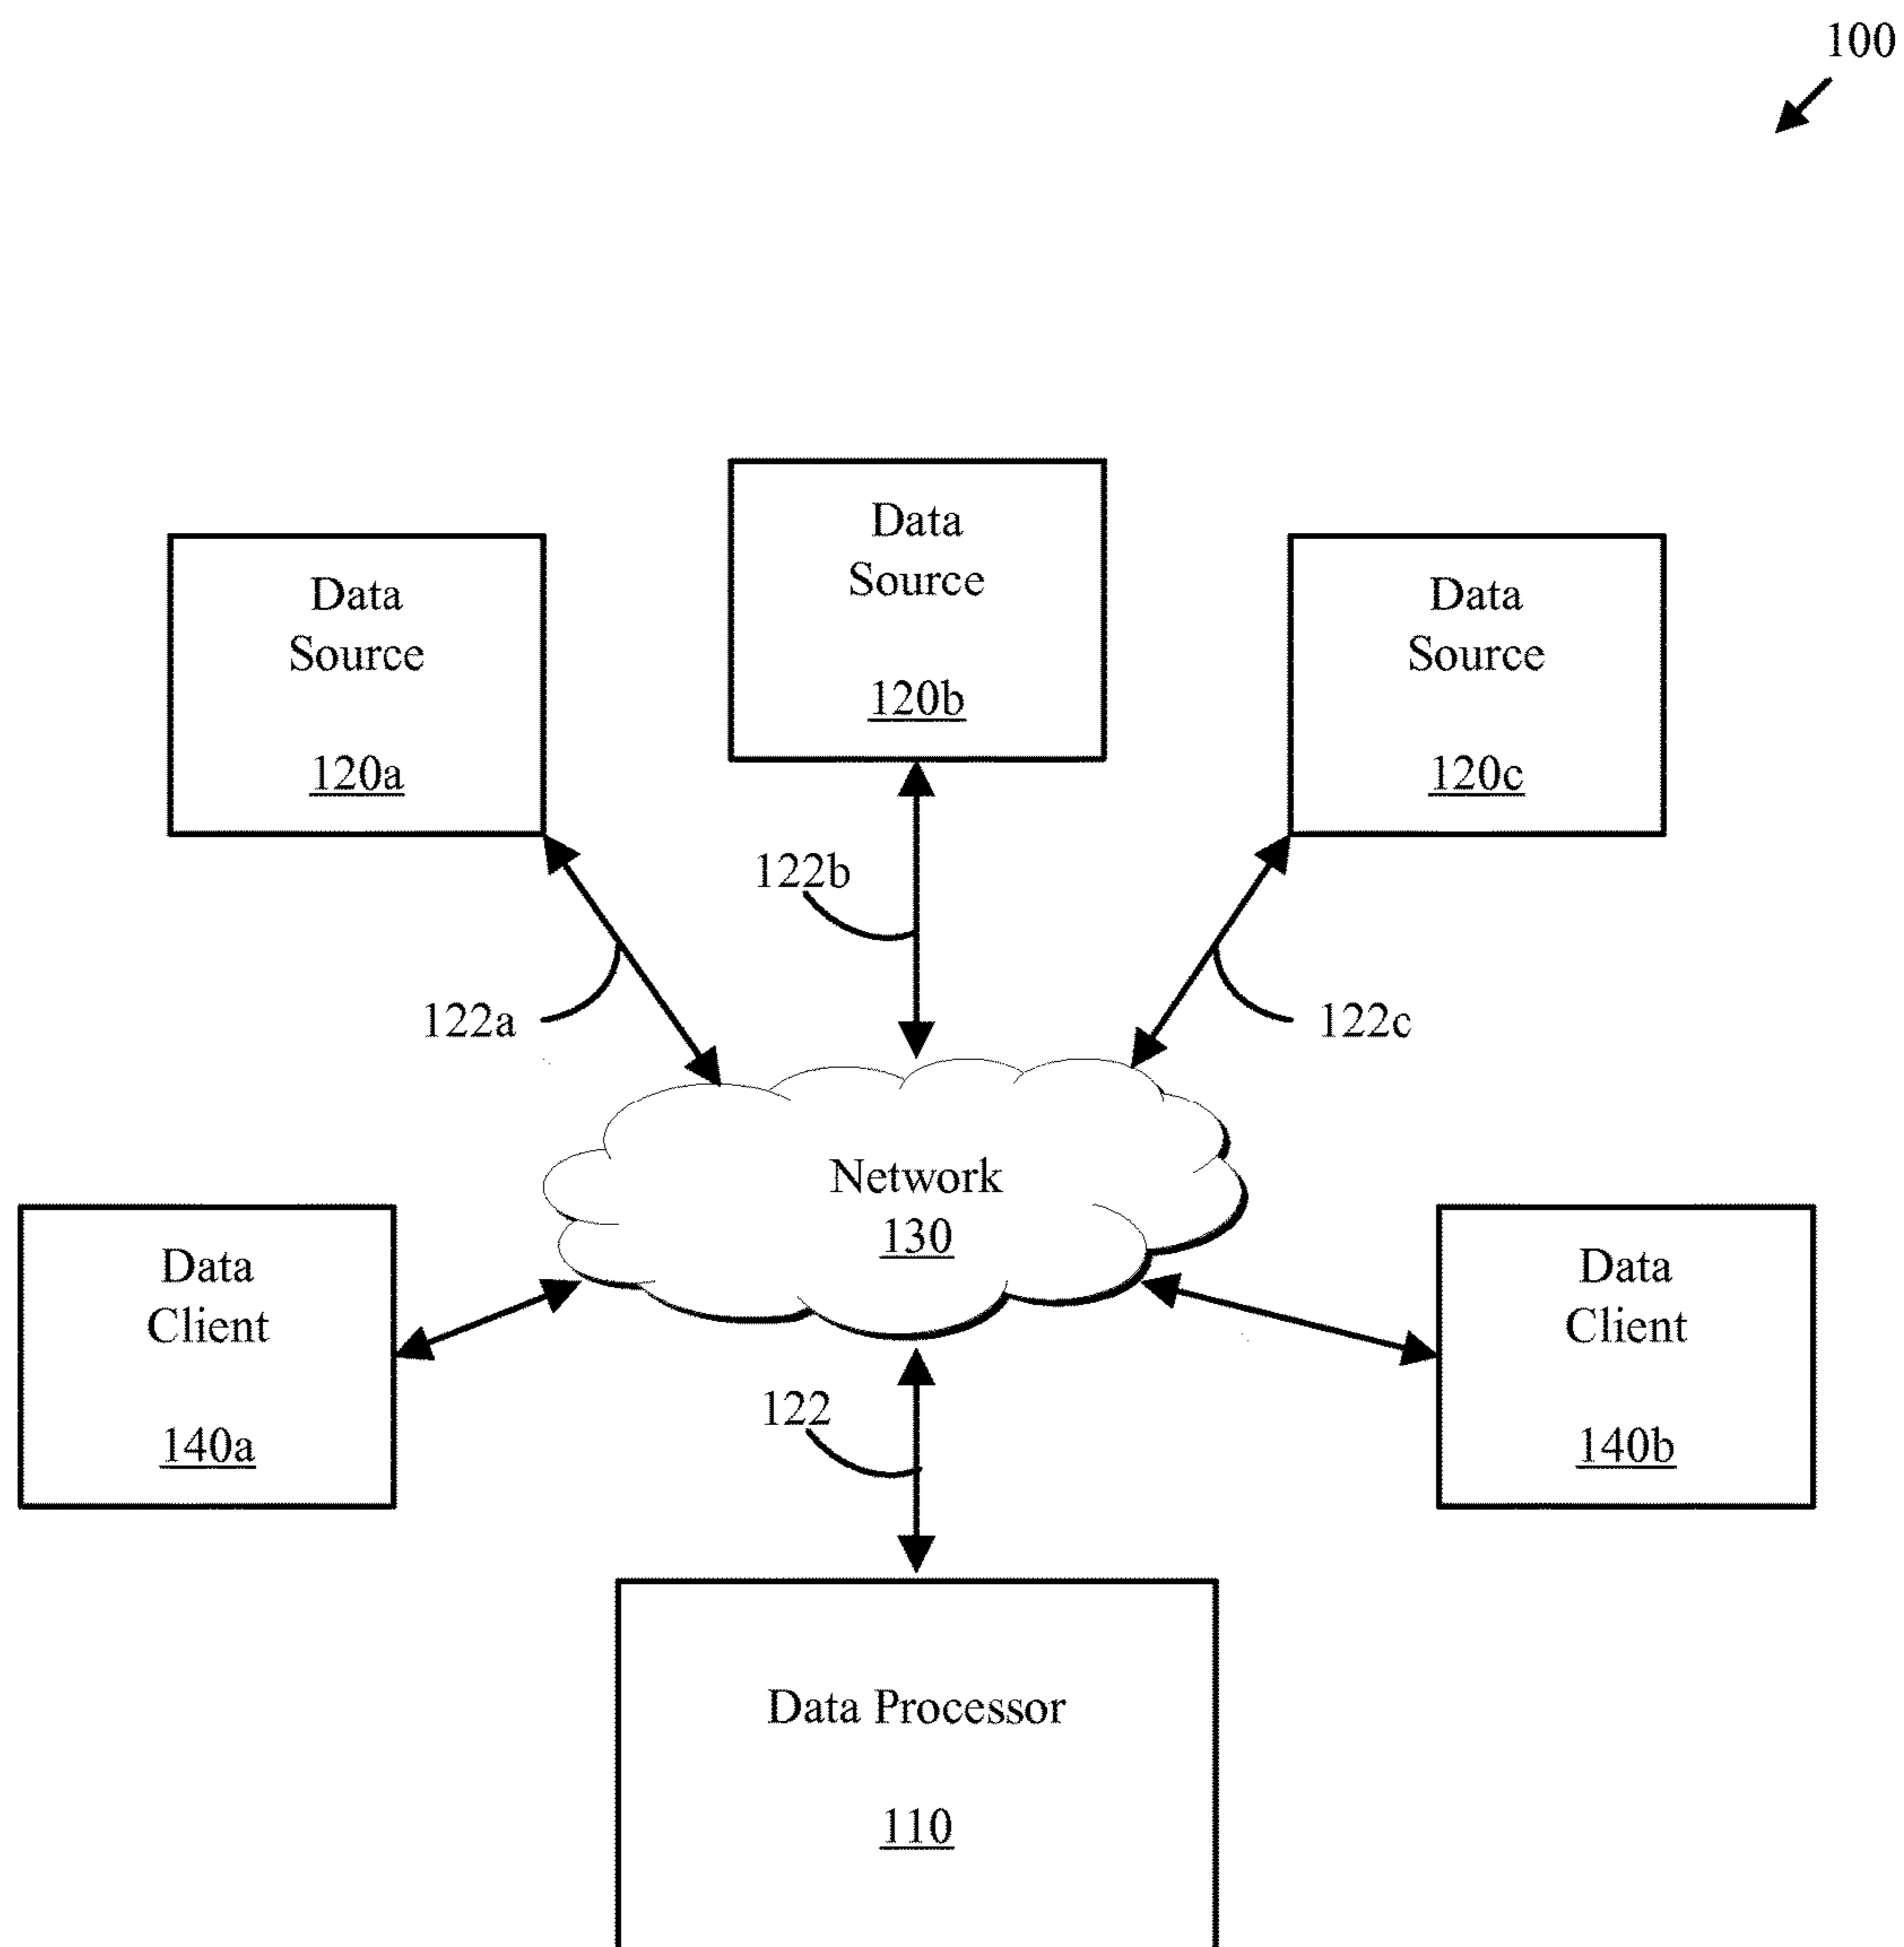 100
Data
Source
120b
Data
Source
120a
Data
Source
120c
122b
122a
122c
Network
130
Data
Client
140a
Data
Client
140b
122
Data Processor
110